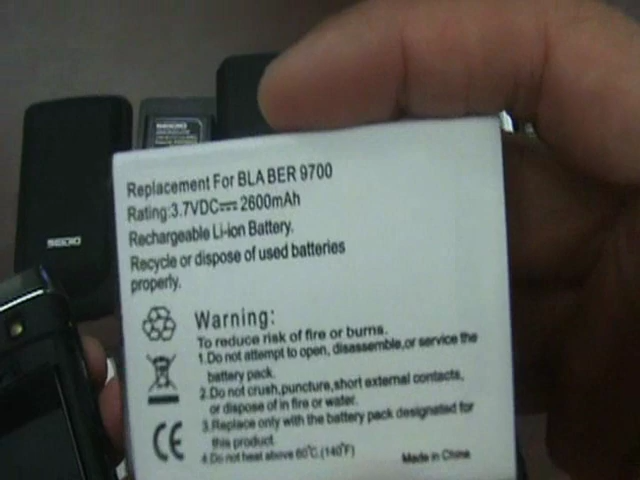 SEIDIO
SEIDIO
Replacement For BLA BER 9700
Rating:3.7VDC⎓ 2600mAh
Rechargeable Li-ion Battery.
Recycle or dispose of used batteries
properly.
Warning:
To reduce risk of fire or burns.
1.Do not attempt to open, disassemble,or service the
battery pack.
2.Do not crush,puncture,short external contacts,
or dispose of in fire or water.
3.Replace only with the battery pack designated for
this product
4.Do not heat above 60°C.(140°F)
Made in China
CE